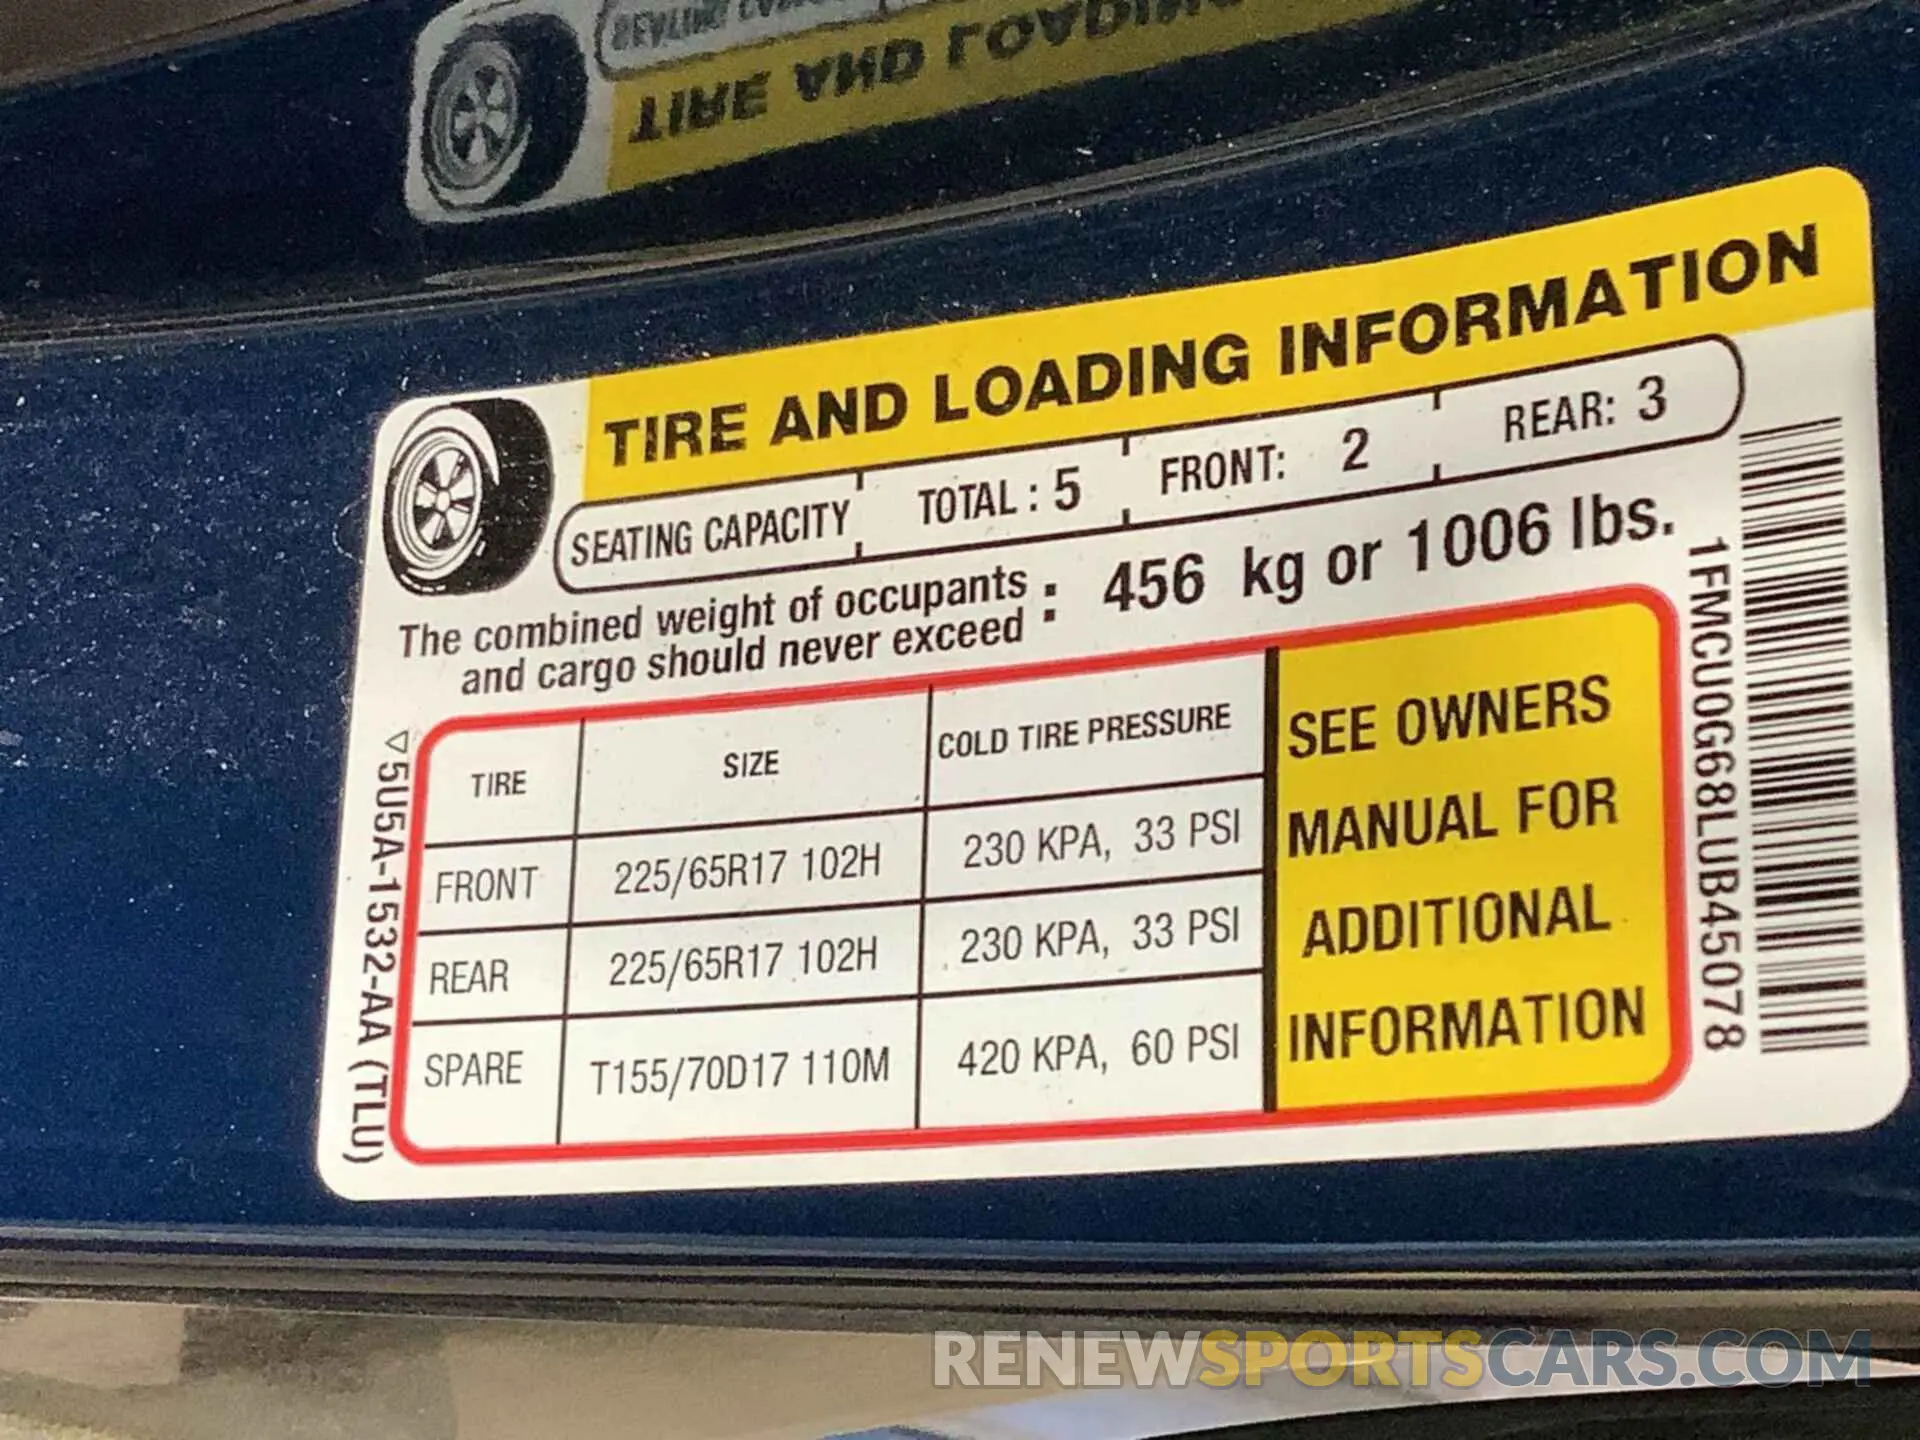 TIRE AND LOADING
TIRE AND LOADING INFORMATION
SEATING CAPACITY TOTAL : 5 FRONT: 2 REAR: 3
The combined weight of occupants and cargo should never exceed : 456 kg or 1006 lbs.
TIRE SIZE COLD TIRE PRESSURE
FRONT 225/65R17 102H 230 KPA, 33 PSI
REAR 225/65R17 102H 230 KPA, 33 PSI
SPARE T155/70D17 110M 420 KPA, 60 PSI
SEE OWNERS
MANUAL FOR
ADDITIONAL
INFORMATION
5U5A-1532-AA (TLU)
1FMCU0G68LUB45078
RENEWSPORTSCARS.COM